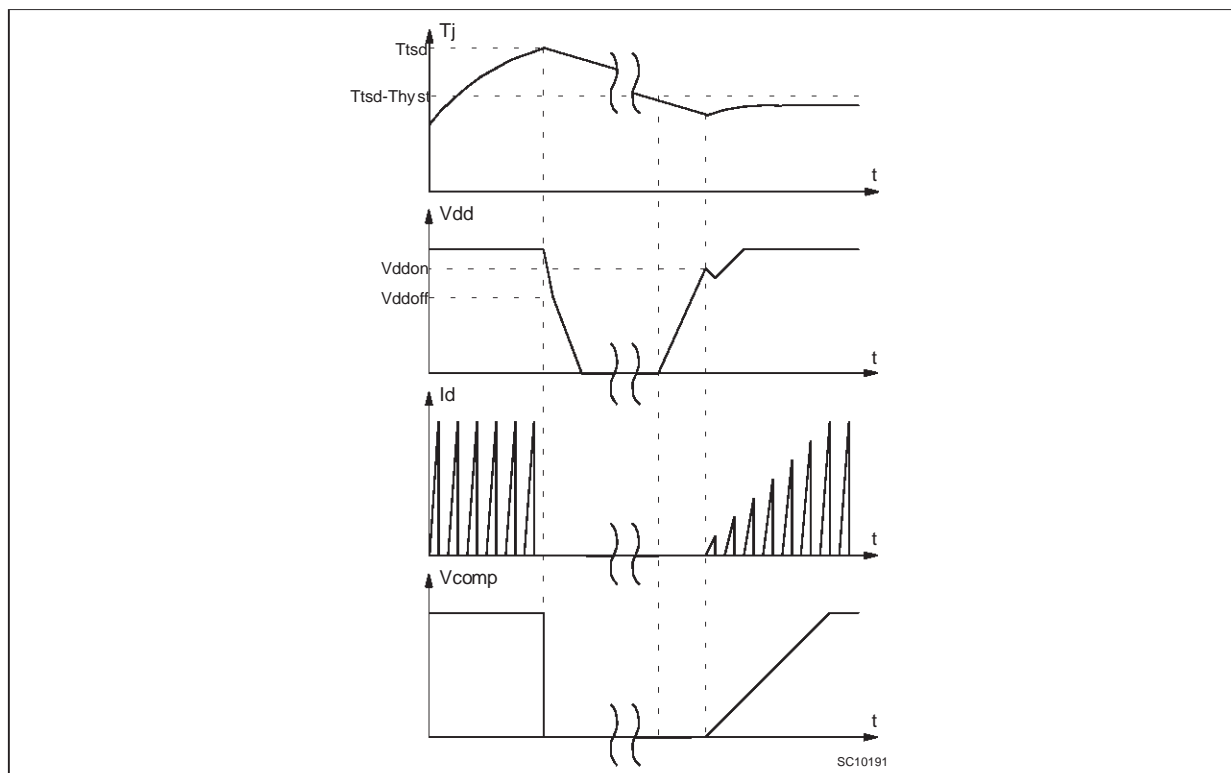 Tj
Ttsd
Ttsd-Thyst
t
Vdd
Vddon
Vddoff
t
Id
t
Vcomp
t
SC10191